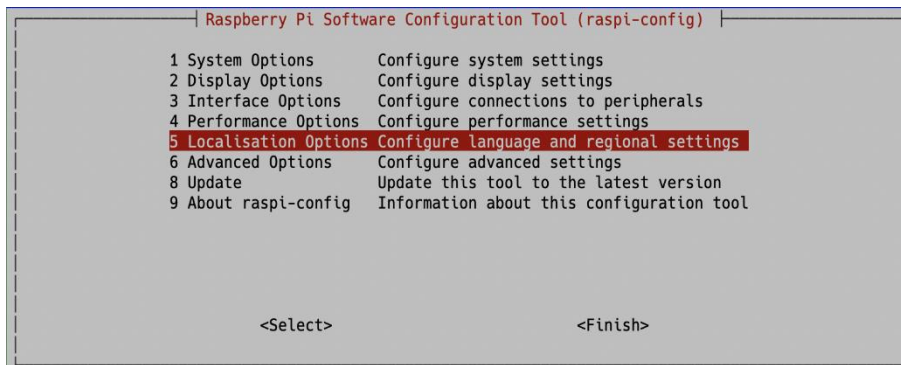 Raspberry Pi Software Configuration Tool (raspi-config)
1 System Options Configure system settings
2 Display Options Configure display settings
3 Interface Options Configure connections to peripherals
4 Performance Options Configure performance settings
5 Localisation Options Configure language and regional settings
6 Advanced Options Configure advanced settings
8 Update Update this tool to the latest version
9 About raspi-config Information about this configuration tool
<Select> <Finish>